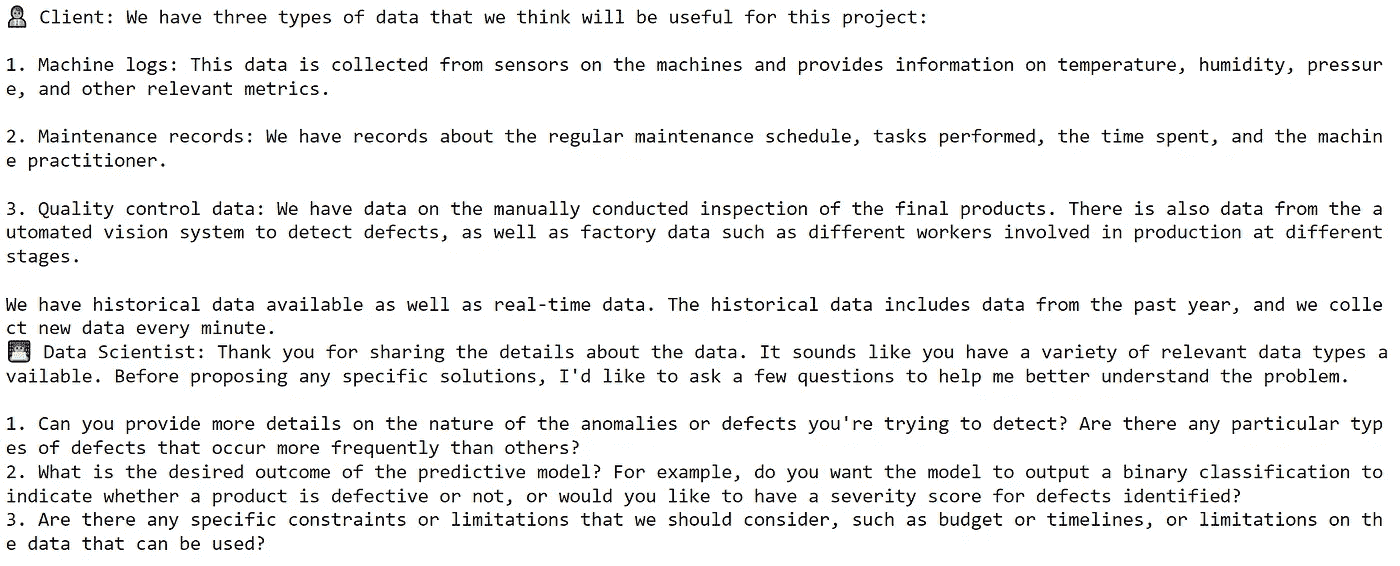 Client: We have three types of data that we think will be useful for this project:
1. Machine logs: This data is collected from sensors on the machines and provides information on temperature, humidity, pressur
e, and other relevant metrics.
2. Maintenance records: We have records about the regular maintenance schedule, tasks performed, the time spent, and the machin
e practitioner.
3. Quality control data: We have data on the manually conducted inspection of the final products. There is also data from the a
utomated vision system to detect defects, as well as factory data such as different workers involved in production at different
stages.
We have historical data available as well as real-time data. The historical data includes data from the past year, and we colle
ct new data every minute.
Data Scientist: Thank you for sharing the details about the data. It sounds like you have a variety of relevant data types a
vailable. Before proposing any specific solutions, I'd like to ask a few questions to help me better understand the problem.
1. Can you provide more details on the nature of the anomalies or defects you're trying to detect? Are there any particular typ
es of defects that occur more frequently than others?
2. What is the desired outcome of the predictive model? For example, do you want the model to output a binary classification to
indicate whether a product is defective or not, or would you like to have a severity score for defects identified?
3. Are there any specific constraints or limitations that we should consider, such as budget or timelines, or limitations on th
e data that can be used?